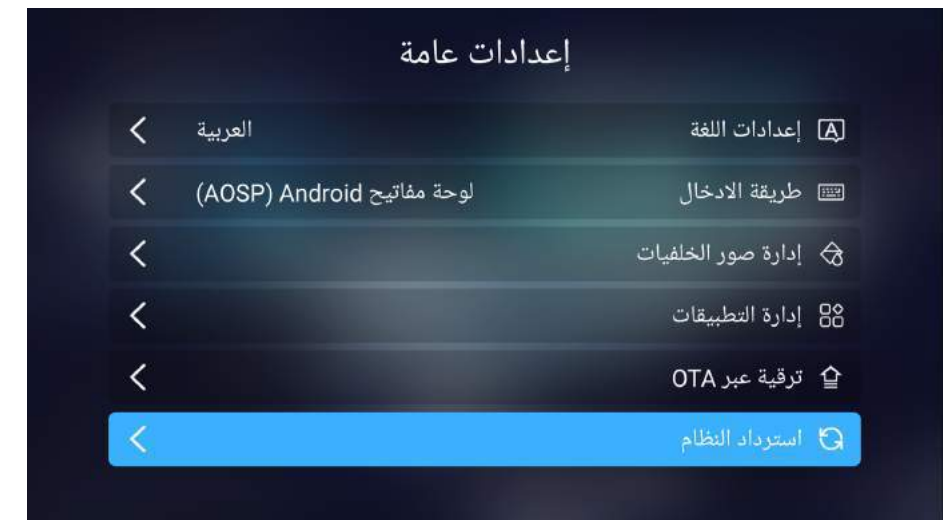 إعدادات عامة
إعدادات اللغة العربية
طريقة الادخال لوحة مفاتيح Android (AOSP)
إدارة صور الخلفيات
إدارة التطبيقات
ترقية عبر OTA
استرداد النظام